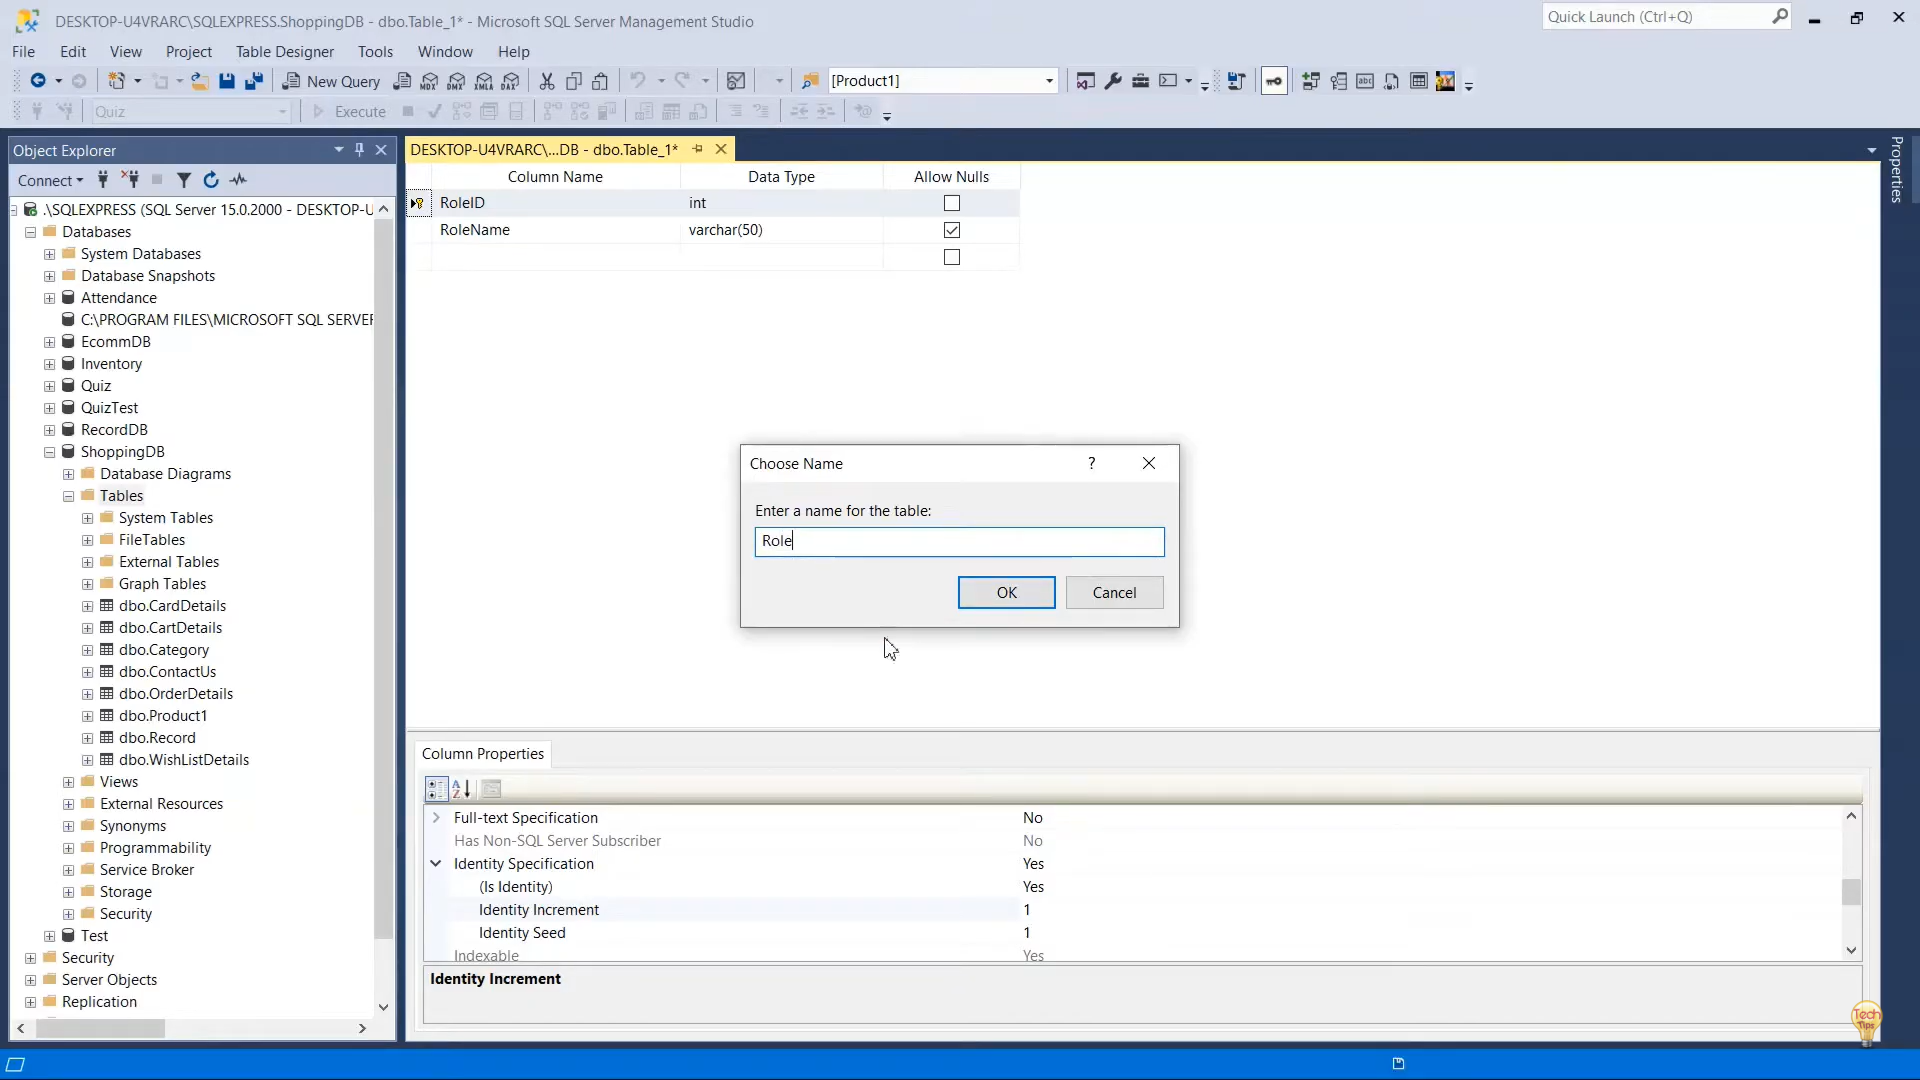 DESKTOP-U4VRARC\SQLEXPRESS.ShoppingDB - dbo.Table_1* - Microsoft SQL Server Management Studio
Quick Launch (Ctrl+Q)
File Edit View Project Table Designer Tools Window Help
New Query MDX DMX XMLA DAX [Product1]
Quiz Execute
Object Explorer
Connect
.\SQLEXPRESS (SQL Server 15.0.2000 - DESKTOP-U
Databases
System Databases
Database Snapshots
Attendance
C:\PROGRAM FILES\MICROSOFT SQL SERVER
EcommDB
Inventory
Quiz
QuizTest
RecordDB
ShoppingDB
Database Diagrams
Tables
System Tables
FileTables
External Tables
Graph Tables
dbo.CardDetails
dbo.CartDetails
dbo.Category
dbo.ContactUs
dbo.OrderDetails
dbo.Product1
dbo.Record
dbo.WishListDetails
Views
External Resources
Synonyms
Programmability
Service Broker
Storage
Security
Test
Security
Server Objects
Replication
DESKTOP-U4VRARC\...DB - dbo.Table_1*
Column Name Data Type Allow Nulls
RoleID int
RoleName varchar(50)
Choose Name ?
Enter a name for the table:
Role
OK Cancel
Column Properties
Full-text Specification No
Has Non-SQL Server Subscriber No
Identity Specification Yes
(Is Identity) Yes
Identity Increment 1
Identity Seed 1
Indexable Yes
Identity Increment
Properties
Tech
Tips